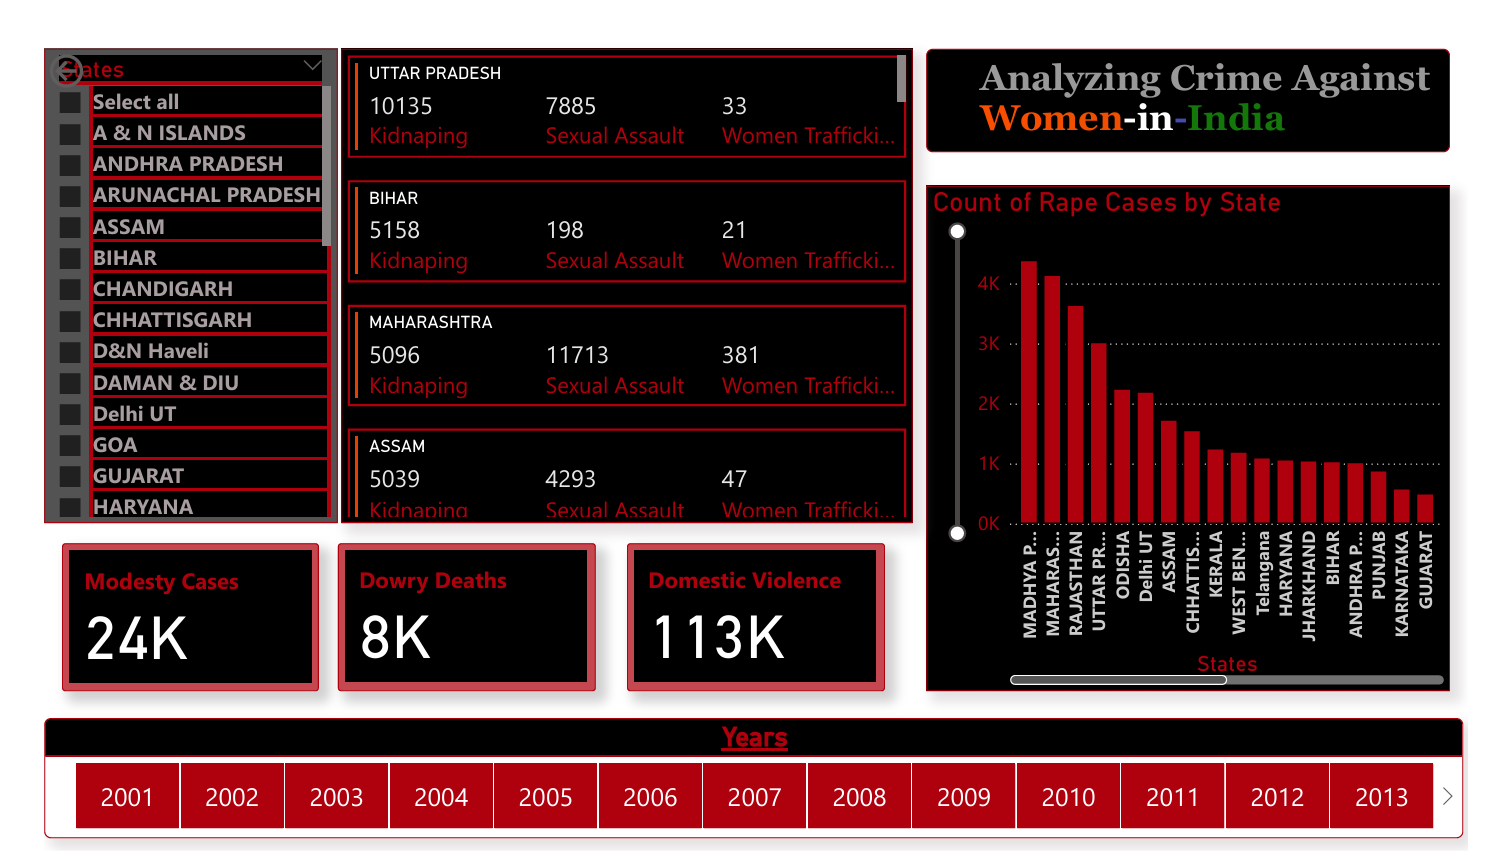 States
Select all
A & N ISLANDS
ANDHRA PRADESH
ARUNACHAL PRADESH
ASSAM
BIHAR
CHANDIGARH
CHHATTISGARH
D&N Haveli
DAMAN & DIU
Delhi UT
GOA
GUJARAT
HARYANA
UTTAR PRADESH
10135 7885 33
Kidnaping Sexual Assault Women Trafficki...
BIHAR
5158 198 21
Kidnaping Sexual Assault Women Trafficki...
MAHARASHTRA
5096 11713 381
Kidnaping Sexual Assault Women Trafficki...
ASSAM
5039 4293 47
Kidnaping Sexual Assault Women Trafficki...
Analyzing Crime Against
Women-in-India
Count of Rape Cases by State
4K
3K
2K
1K
0K
MADHYA P...
MAHARAS...
RAJASTHAN
UTTAR PR...
ODISHA
Delhi UT
ASSAM
CHHATTIS...
KERALA
WEST BEN...
Telangana
HARYANA
JHARKHAND
BIHAR
ANDHRA P...
PUNJAB
KARNATAKA
GUJARAT
States
Modesty Cases
24K
Dowry Deaths
8K
Domestic Violence
113K
Years
2001 2002 2003 2004 2005 2006 2007 2008 2009 2010 2011 2012 2013